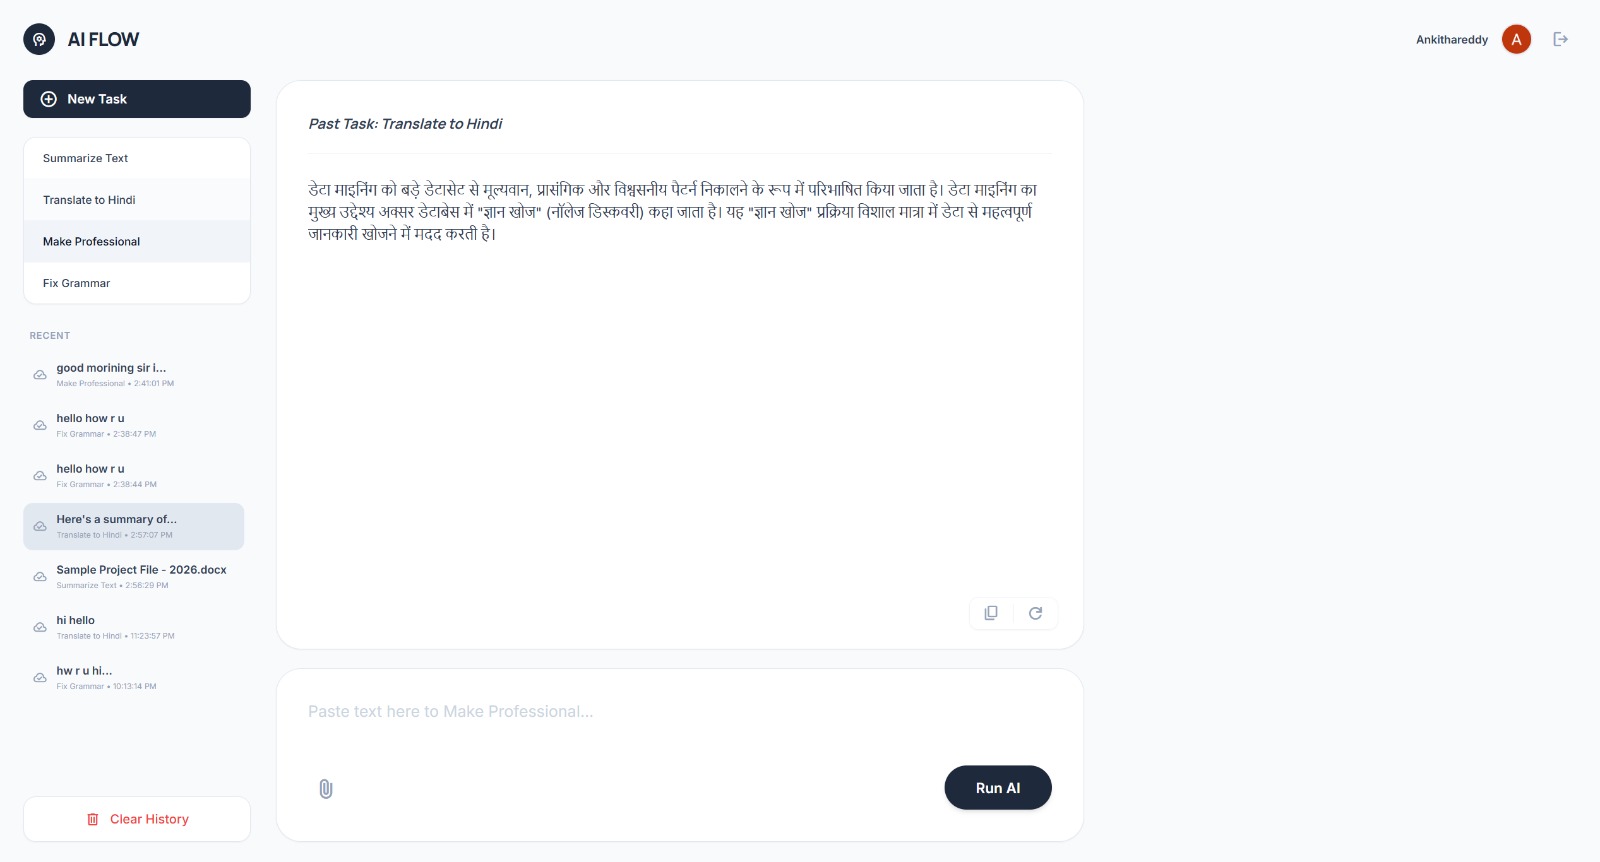 AI FLOW
Ankithareddy
A
New Task
Summarize Text
Translate to Hindi
Make Professional
Fix Grammar
RECENT
good morining sir i...
Make Professional • 2:41:01 PM
hello how r u
Fix Grammar • 2:38:47 PM
hello how r u
Fix Grammar • 2:38:44 PM
Here's a summary of...
Translate to Hindi • 2:57:07 PM
Sample Project File - 2026.docx
Summarize Text • 2:56:29 PM
hi hello
Translate to Hindi • 11:23:57 PM
hw r u hi...
Fix Grammar • 10:13:14 PM
Clear History
Past Task: Translate to Hindi
डेटा माइनिंग को बड़े डेटासेट से मूल्यवान, प्रासंगिक और विश्वसनीय पैटर्न निकालने के रूप में परिभाषित किया जाता है। डेटा माइनिंग का
मुख्य उद्देश्य अक्सर डेटाबेस में "ज्ञान खोज" (नॉलेज डिस्कवरी) कहा जाता है। यह "ज्ञान खोज" प्रक्रिया विशाल मात्रा में डेटा से महत्वपूर्ण
जानकारी खोजने में मदद करती है।
Paste text here to Make Professional...
Run AI